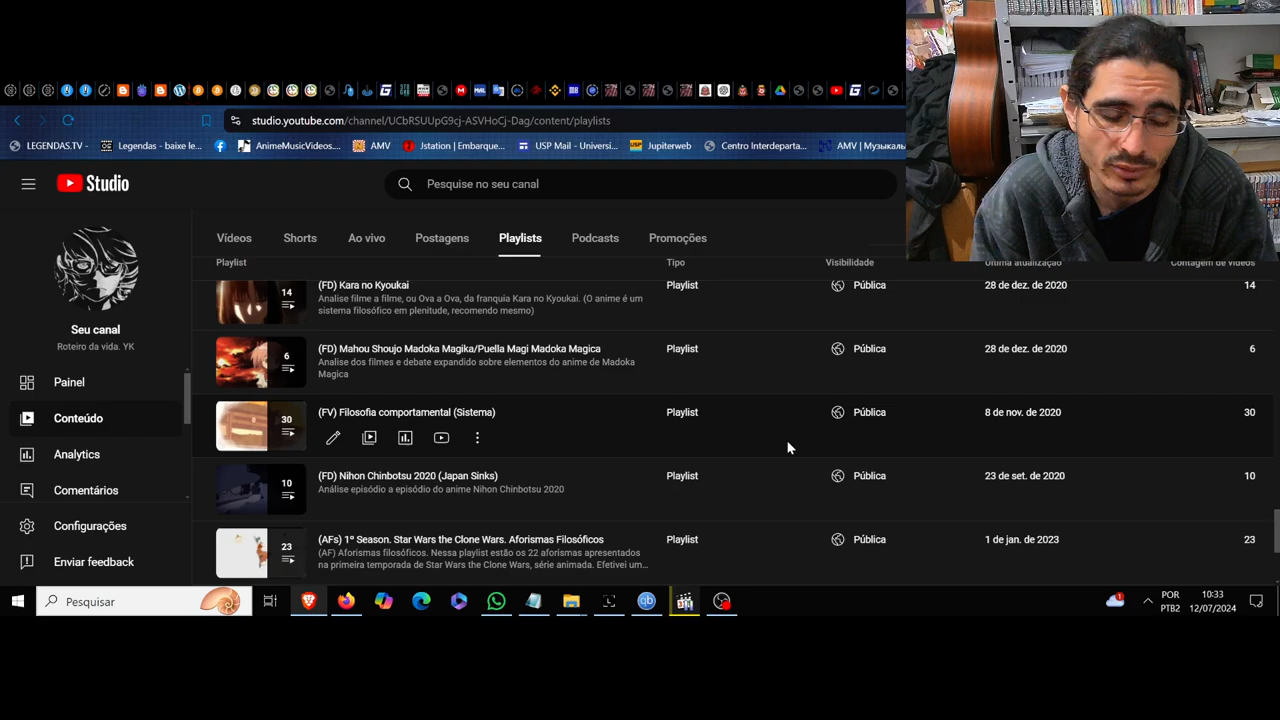 studio.youtube.com/channel/UCbRSUUpG9cj-ASVHoCj-Dag/content/playlists
LEGENDAS.TV -
Legendas - baixe le...
AnimeMusicVideos....
AMV
Jstation | Embarque...
USP Mail - Universi...
Jupiterweb
Centro Interdeparta...
AMV | Музыкаль
Studio
Pesquise no seu canal
Vídeos
Shorts
Ao vivo
Postagens
Playlists
Podcasts
Promoções
Playlist
Tipo
Visibilidade
Última atualização
Contagem de vídeos
Seu canal
Roteiro da vida. YK
Painel
Conteúdo
Analytics
Comentários
Configurações
Enviar feedback
14
(FD) Kara no Kyoukai
Analise filme a filme, ou Ova a Ova, da franquia Kara no Kyoukai. (O anime é um
sistema filosófico em plenitude, recomendo mesmo)
Playlist
Pública
28 de dez. de 2020
14
6
(FD) Mahou Shoujo Madoka Magika/Puella Magi Madoka Magica
Analise dos filmes e debate expandido sobre elementos do anime de Madoka
Magica
Playlist
Pública
28 de dez. de 2020
6
30
(FV) Filosofia comportamental (Sistema)
Playlist
Pública
8 de nov. de 2020
30
10
(FD) Nihon Chinbotsu 2020 (Japan Sinks)
Análise episódio a episódio do anime Nihon Chinbotsu 2020
Playlist
Pública
23 de set. de 2020
10
23
(AFs) 1º Season. Star Wars the Clone Wars. Aforismos Filosóficos
(AF) Aforismos filosóficos. Nessa playlist estão os 22 aforismos apresentados
na primeira temporada de Star Wars the Clone Wars, série animada. Efetivei um...
Playlist
Pública
1 de jan. de 2023
23
Pesquisar
POR
PTB2
10:33
12/07/2024